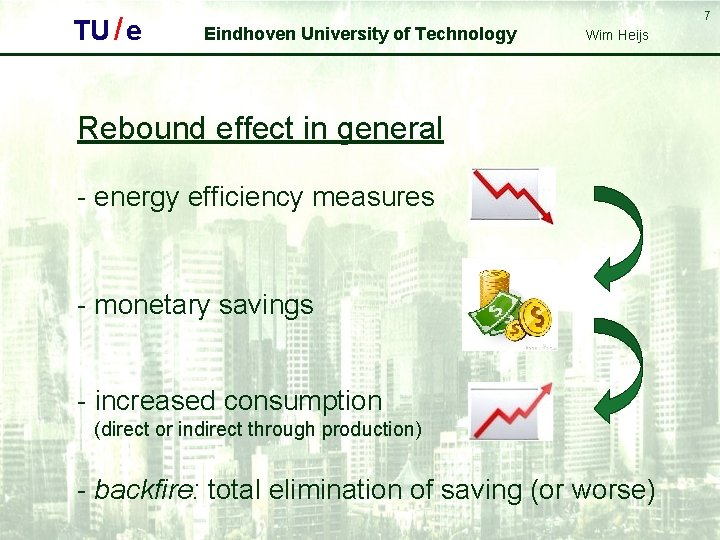 7
TU/e
Eindhoven University of Technology
Wim Heijs
Rebound effect in general
- energy efficiency measures
- monetary savings
- increased consumption
(direct or indirect through production)
- backfire: total elimination of saving (or worse)